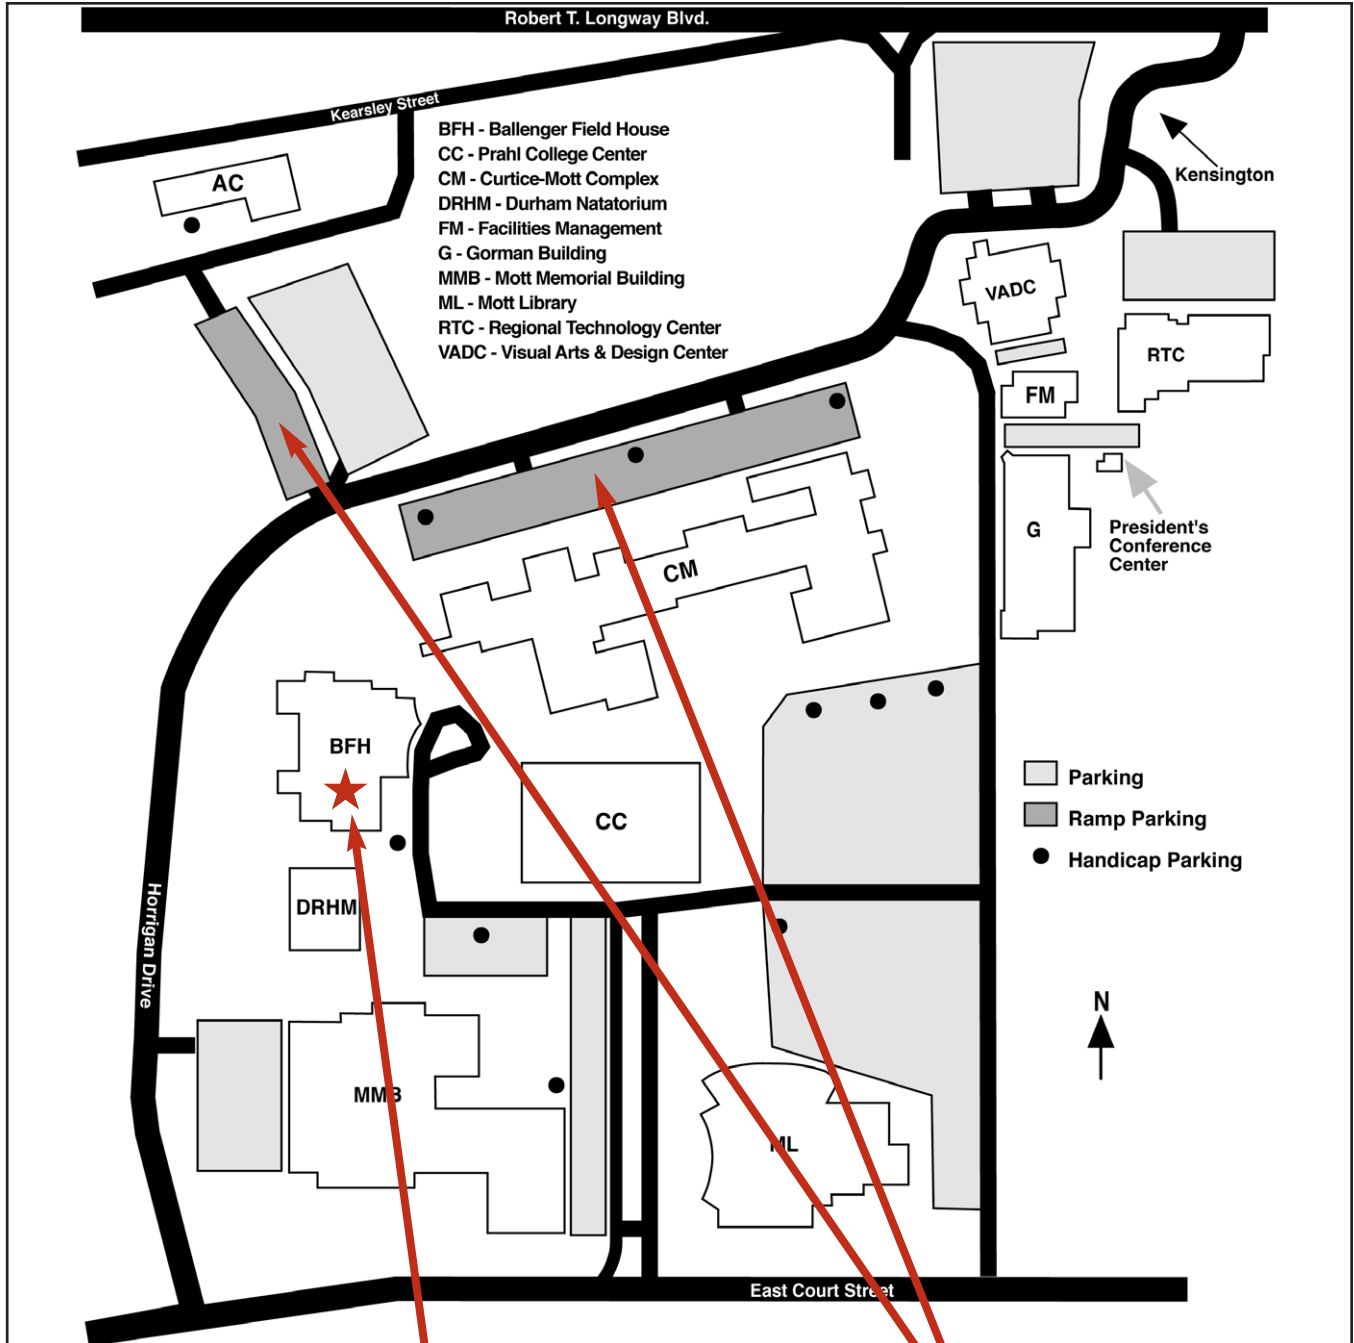 Robert T. Longway Blvd.
Kearsley Street
BFH - Ballenger Field House
CC - Prahl College Center
CM - Curtice-Mott Complex
DRHM - Durham Natatorium
FM - Facilities Management
G - Gorman Building
MMB - Mott Memorial Building
ML - Mott Library
RTC - Regional Technology Center
VADC - Visual Arts & Design Center
AC
Kensington
VADC
RTC
FM
G
President's
Conference
Center
CM
BFH
CC
DRHM
Parking
Ramp Parking
Handicap Parking
Horrigan Drive
N
MMB
ML
East Court Street